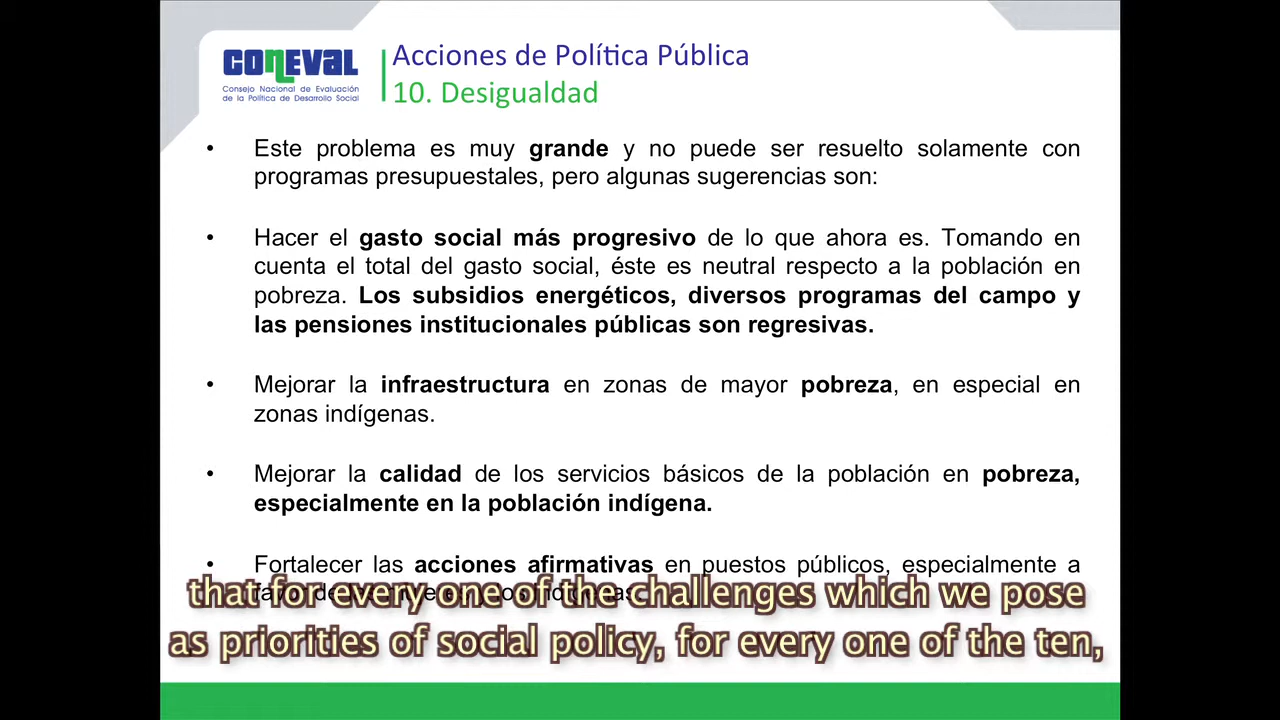 CONEVAL
Consejo Nacional de Evaluación
de la Política de Desarrollo Social
Acciones de Política Pública
10. Desigualdad
• Este problema es muy grande y no puede ser resuelto solamente con
programas presupuestales, pero algunas sugerencias son:
• Hacer el gasto social más progresivo de lo que ahora es. Tomando en
cuenta el total del gasto social, éste es neutral respecto a la población en
pobreza. Los subsidios energéticos, diversos programas del campo y
las pensiones institucionales públicas son regresivas.
• Mejorar la infraestructura en zonas de mayor pobreza, en especial en
zonas indígenas.
• Mejorar la calidad de los servicios básicos de la población en pobreza,
especialmente en la población indígena.
• Fortalecer las acciones afirmativas en puestos públicos, especialmente a
that for every one of the challenges which we pose
as priorities of social policy, for every one of the ten,